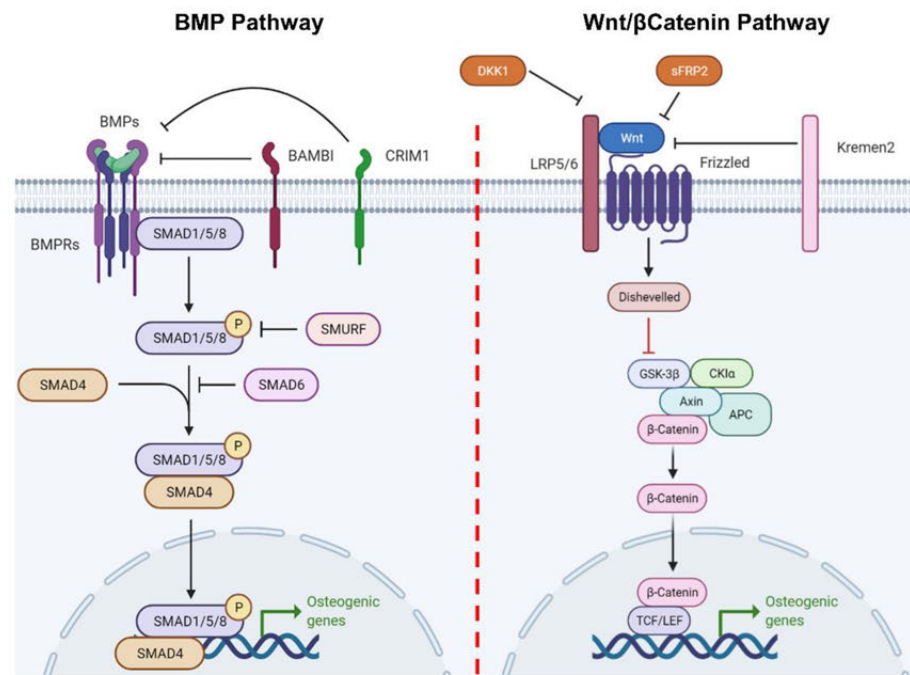 BMP Pathway
BMPs
BAMBI
CRIM1
BMPRs
SMAD1/5/8
SMAD1/5/8
P
SMURF
SMAD4
SMAD6
SMAD1/5/8
P
SMAD4
SMAD1/5/8
P
SMAD4
Osteogenic
genes
Wnt/βCatenin Pathway
DKK1
sFRP2
Wnt
LRP5/6
Frizzled
Kremen2
Dishevelled
GSK-3β
CKIα
Axin
APC
β-Catenin
β-Catenin
β-Catenin
TCF/LEF
Osteogenic
genes